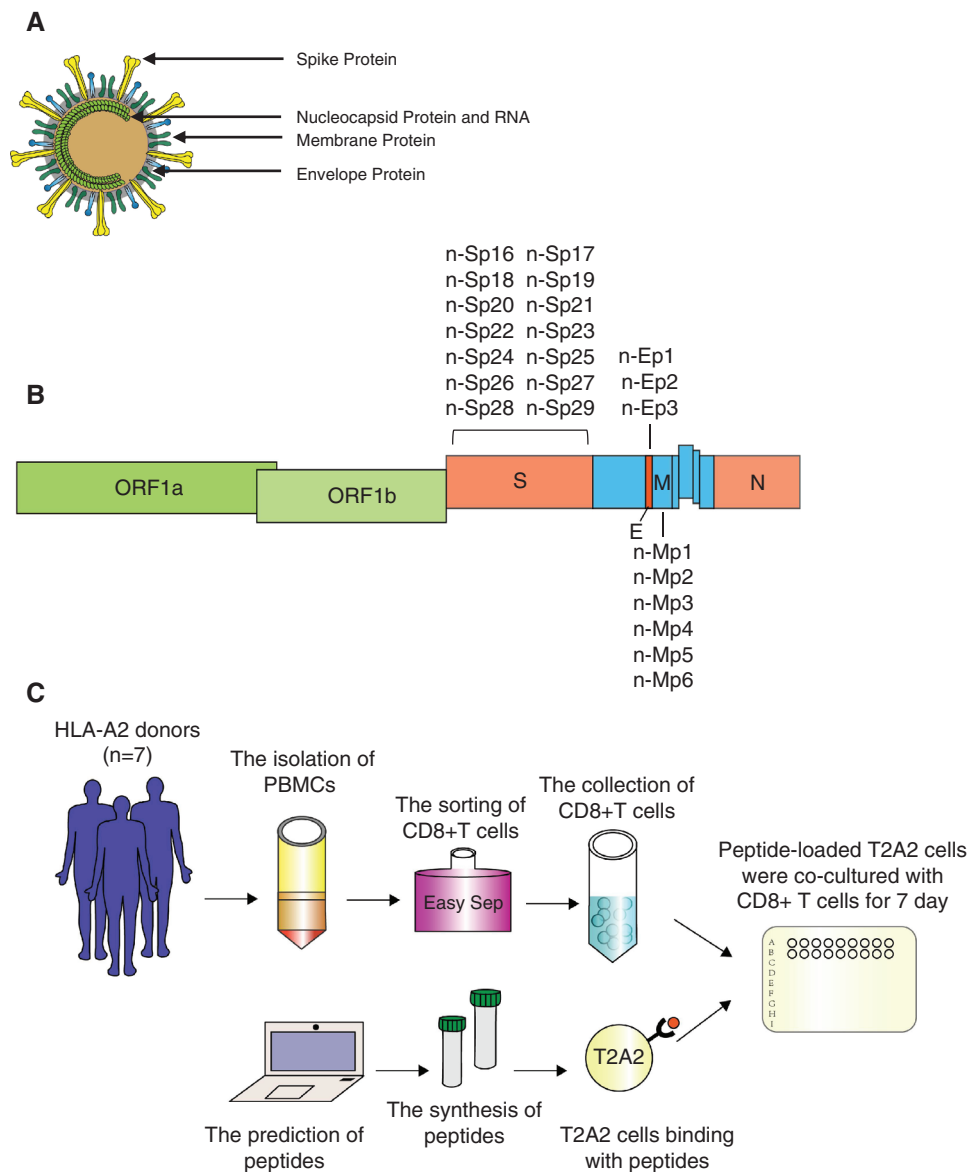 A
Spike Protein
Nucleocapsid Protein and RNA
Membrane Protein
Envelope Protein
B
n-Sp16 n-Sp17
n-Sp18 n-Sp19
n-Sp20 n-Sp21
n-Sp22 n-Sp23
n-Sp24 n-Sp25
n-Sp26 n-Sp27
n-Sp28 n-Sp29
n-Ep1
n-Ep2
n-Ep3
ORF1a
ORF1b
S
E
M
N
n-Mp1
n-Mp2
n-Mp3
n-Mp4
n-Mp5
n-Mp6
C
HLA-A2 donors
(n=7)
The isolation of
PBMCs
The sorting of
CD8+T cells
Easy Sep
The collection of
CD8+T cells
Peptide-loaded T2A2 cells
were co-cultured with
CD8+ T cells for 7 day
A
B
C
D
E
F
G
H
I
The prediction of
peptides
The synthesis of
peptides
T2A2
T2A2 cells binding
with peptides